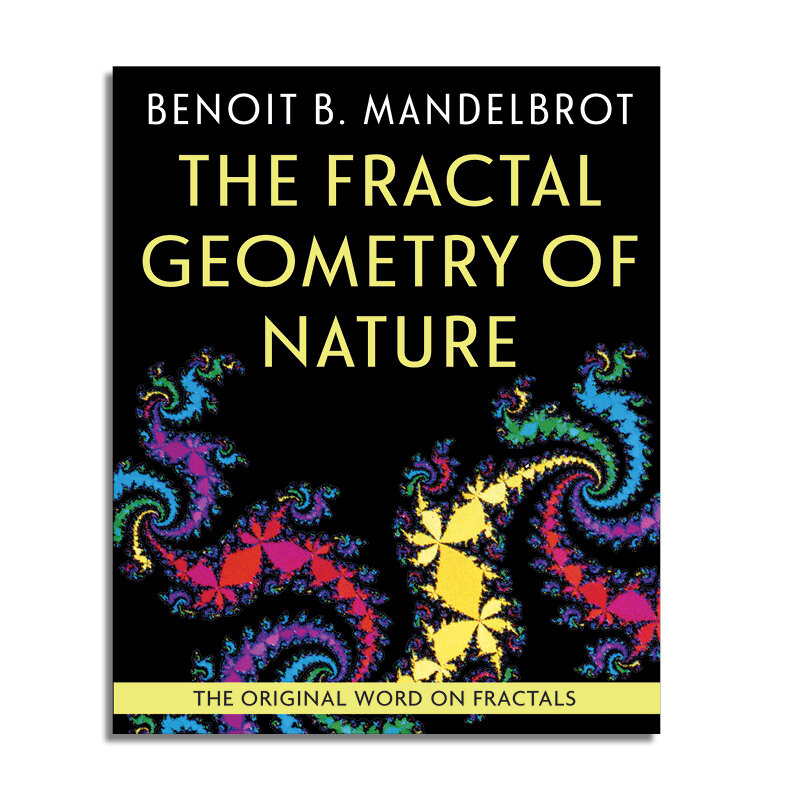 BENOIT B. MANDELBROT
THE FRACTAL
GEOMETRY OF
NATURE
THE ORIGINAL WORD ON FRACTALS